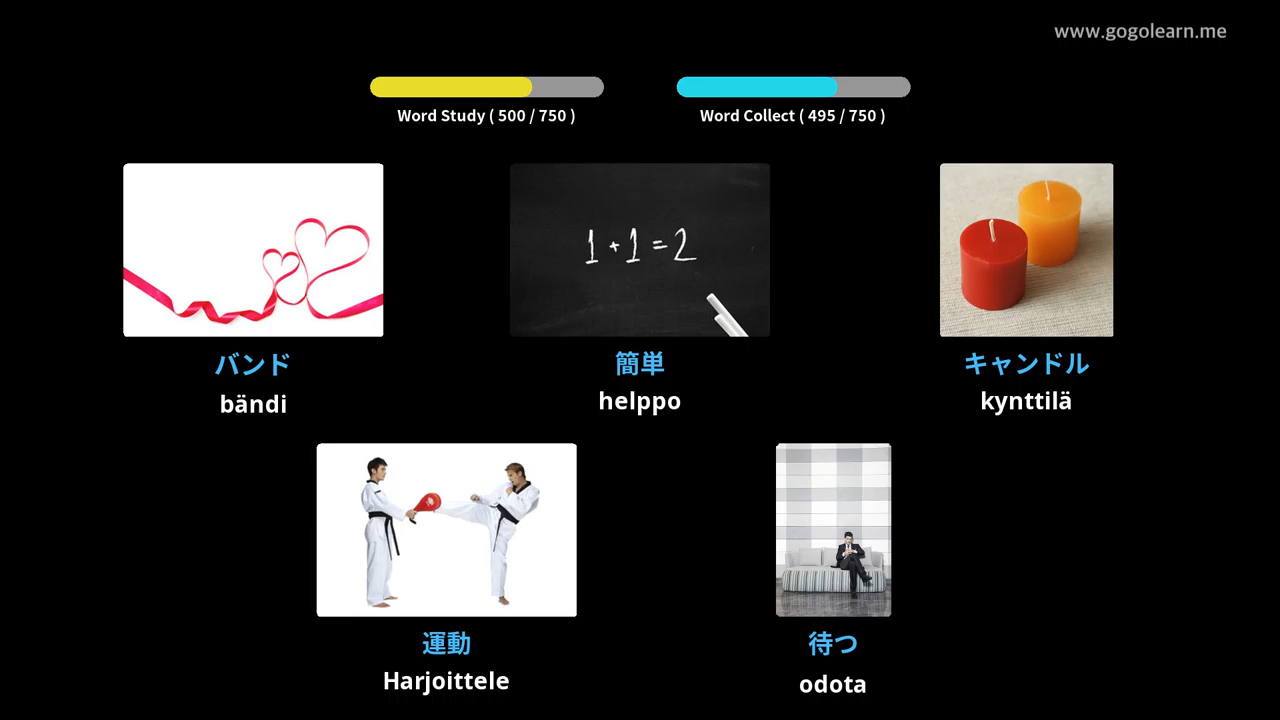 www.gogolearn.me
Word Study ( 500 / 750 )
Word Collect ( 495 / 750 )
1 + 1 = 2
バンド
bändi
簡単
helppo
キャンドル
kynttilä
運動
Harjoittele
待つ
odota